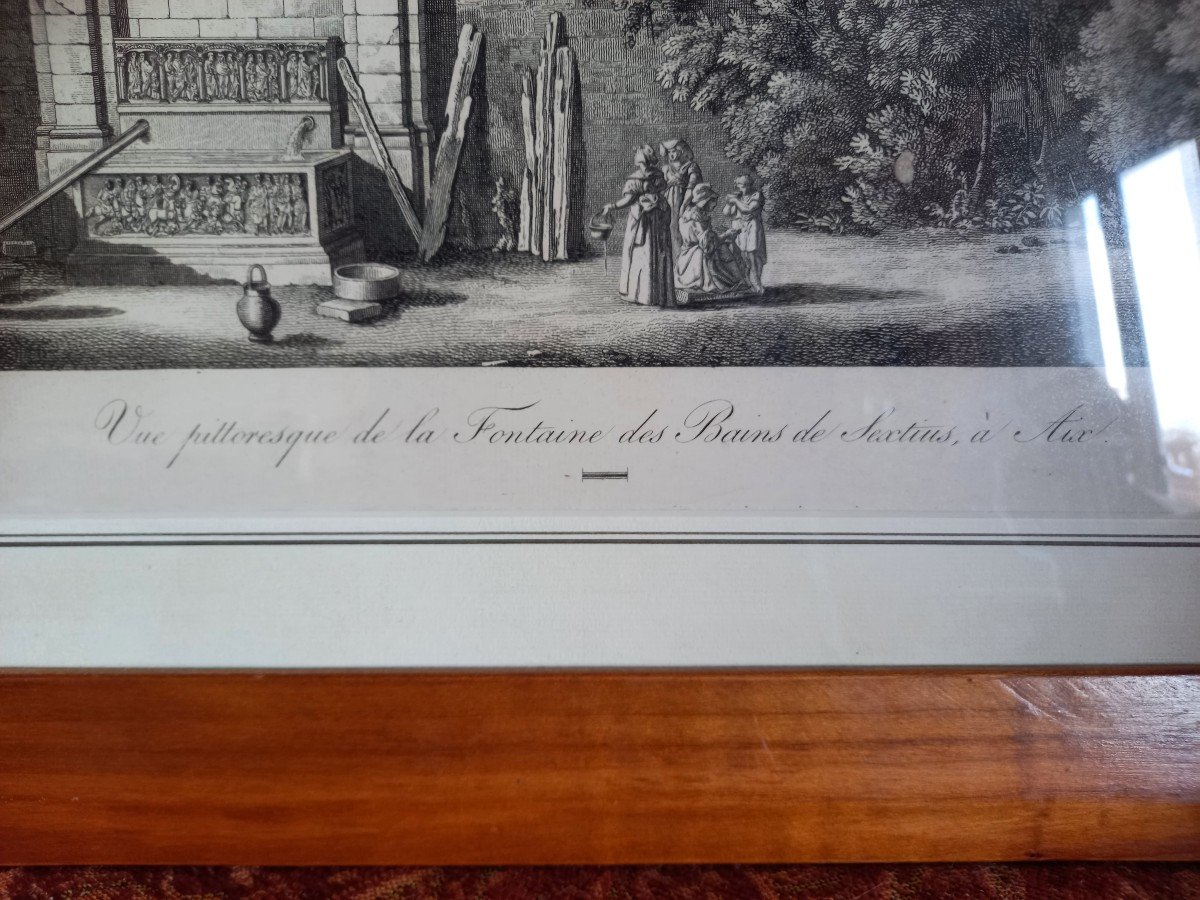 Vue pittoresque de la Fontaine des Bains de Sextius, à Aix.